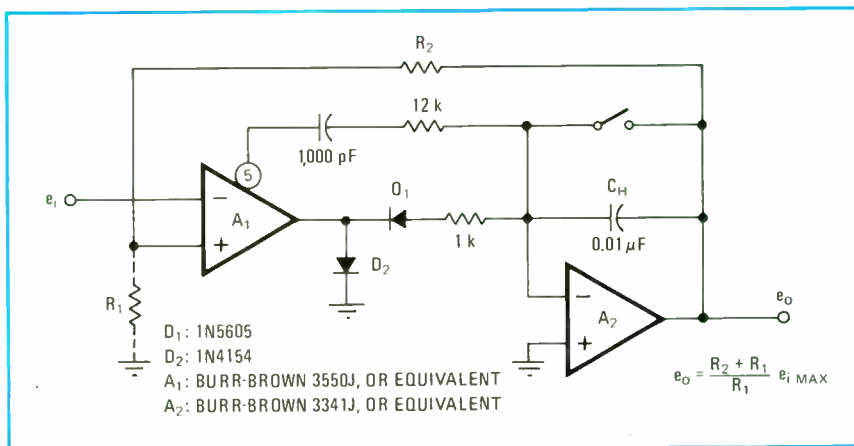 R2
12 k
1,000 pF
5
ei
−
A1
+
O1
1 k
CH
0.01 µF
D2
R1
−
A2
+
eo
D1: 1N5605
D2: 1N4154
A1: BURR-BROWN 3550J, OR EQUIVALENT
A2: BURR-BROWN 3341J, OR EQUIVALENT
eo = R2 + R1 / R1 ei MAX